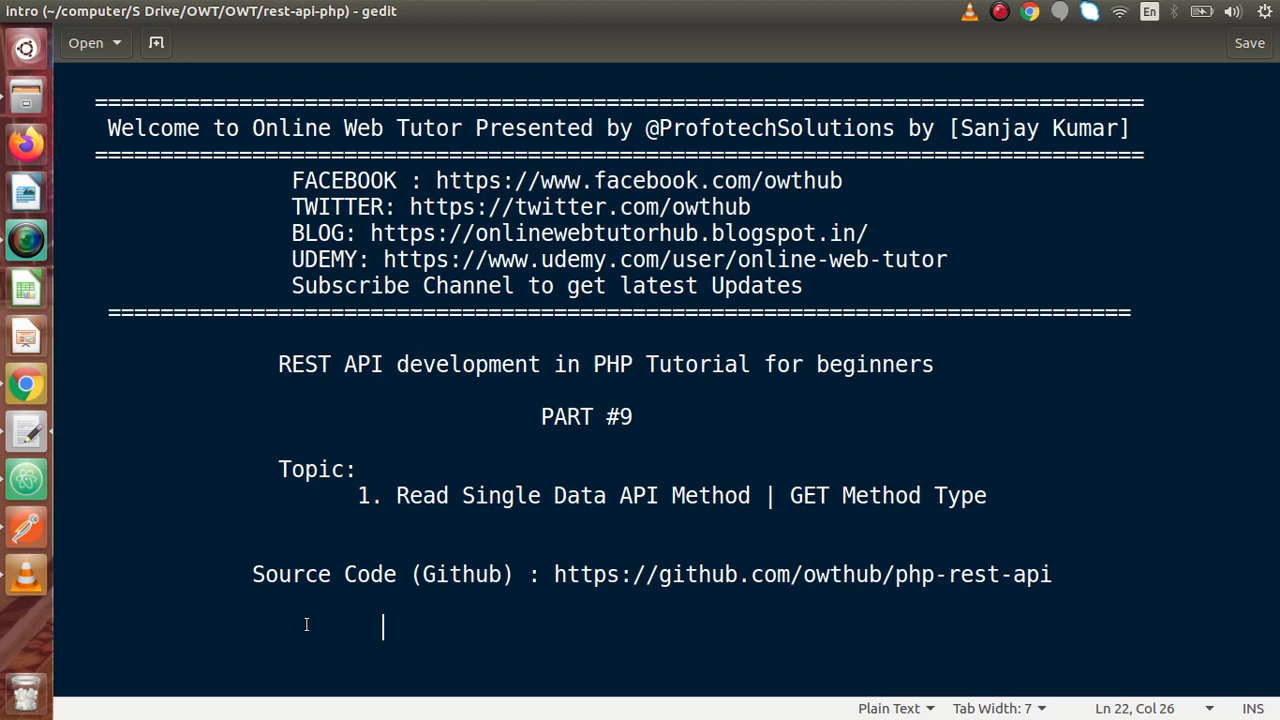 intro (~/computer/S Drive/OWT/OWT/rest-api-php) - gedit
En
Open
Save
================================================================================
Welcome to Online Web Tutor Presented by @ProfotechSolutions by [Sanjay Kumar]
================================================================================
FACEBOOK : https://www.facebook.com/owthub
TWITTER: https://twitter.com/owthub
BLOG: https://onlinewebtutorhub.blogspot.in/
UDEMY: https://www.udemy.com/user/online-web-tutor
Subscribe Channel to get latest Updates
==============================================================================
REST API development in PHP Tutorial for beginners
PART #9
Topic:
1. Read Single Data API Method | GET Method Type
Source Code (Github) : https://github.com/owthub/php-rest-api
Plain Text
Tab Width: 7
Ln 22, Col 26
INS